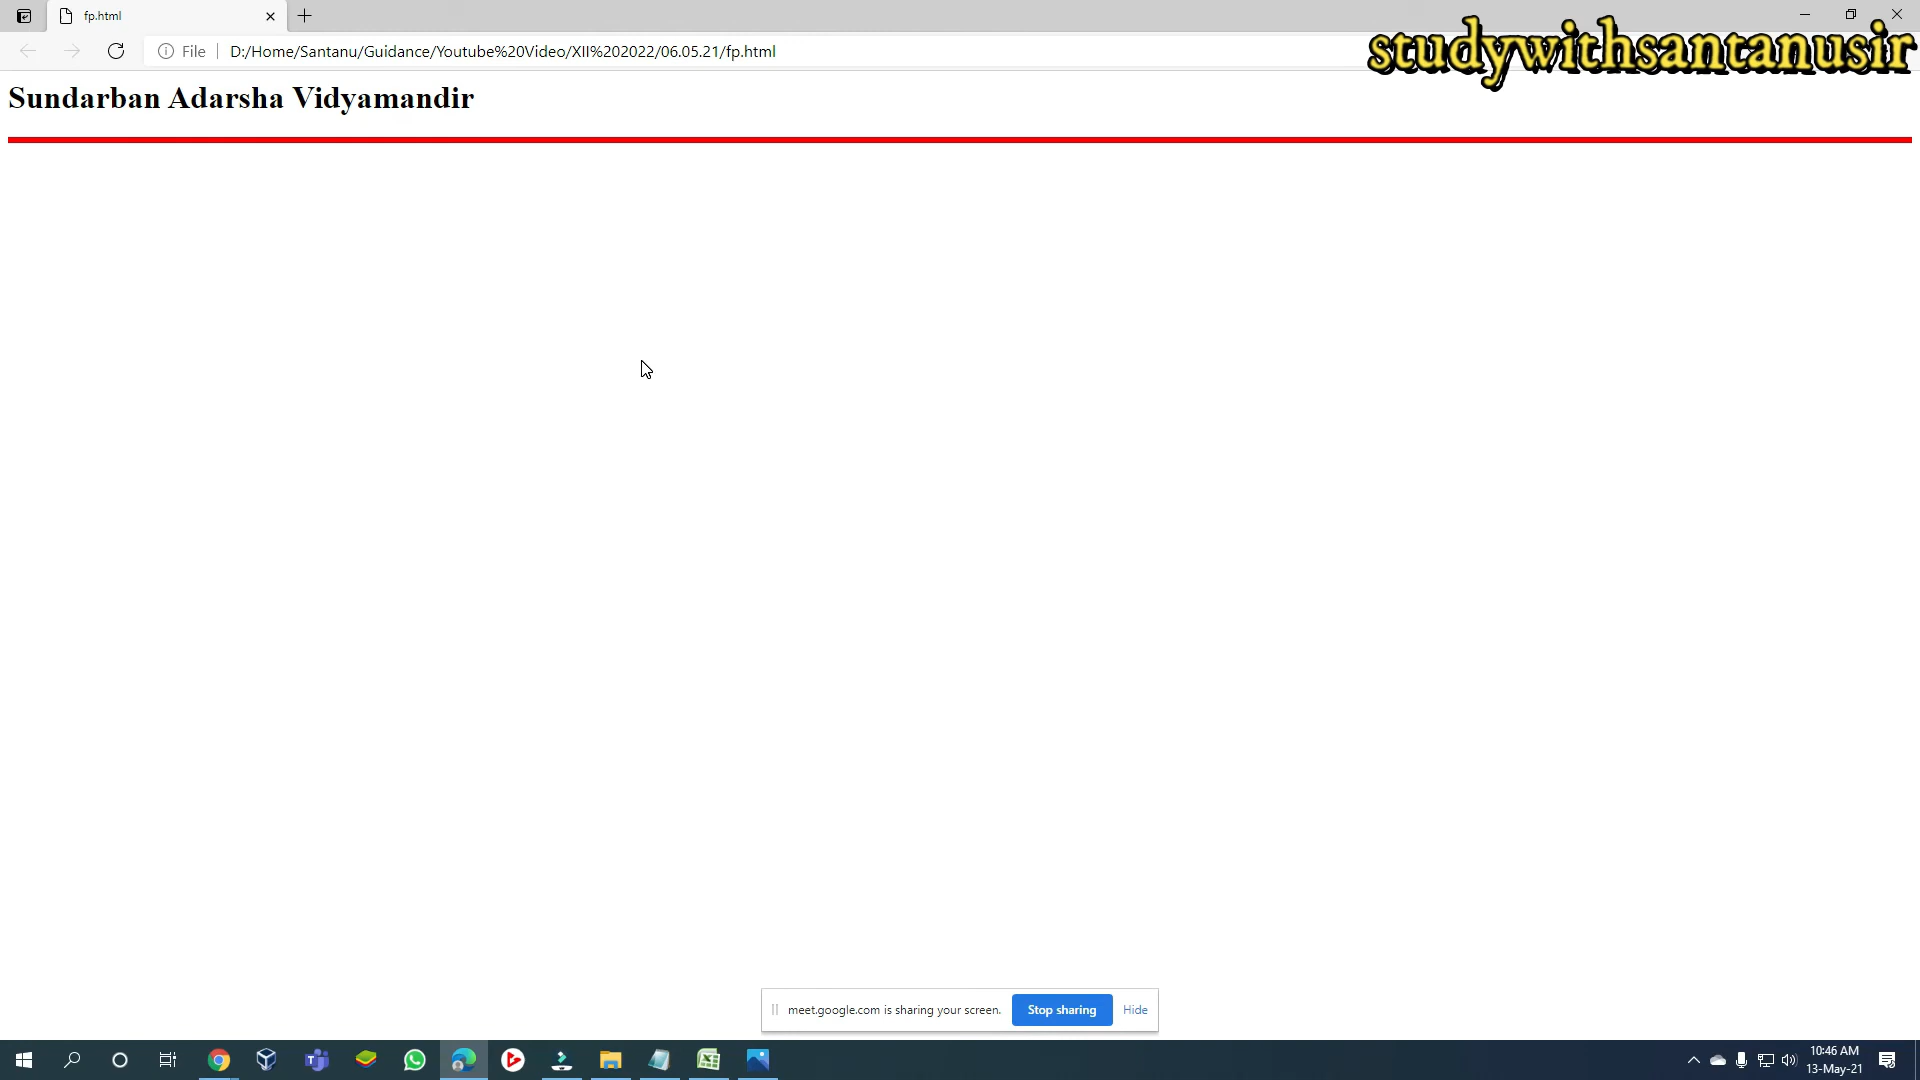 fp.html
studywithsantanusir
File
D:/Home/Santanu/Guidance/Youtube%20Video/XII%202022/06.05.21/fp.html
Sundarban Adarsha Vidyamandir
meet.google.com is sharing your screen.
Stop sharing
Hide
10:46 AM
13-May-21